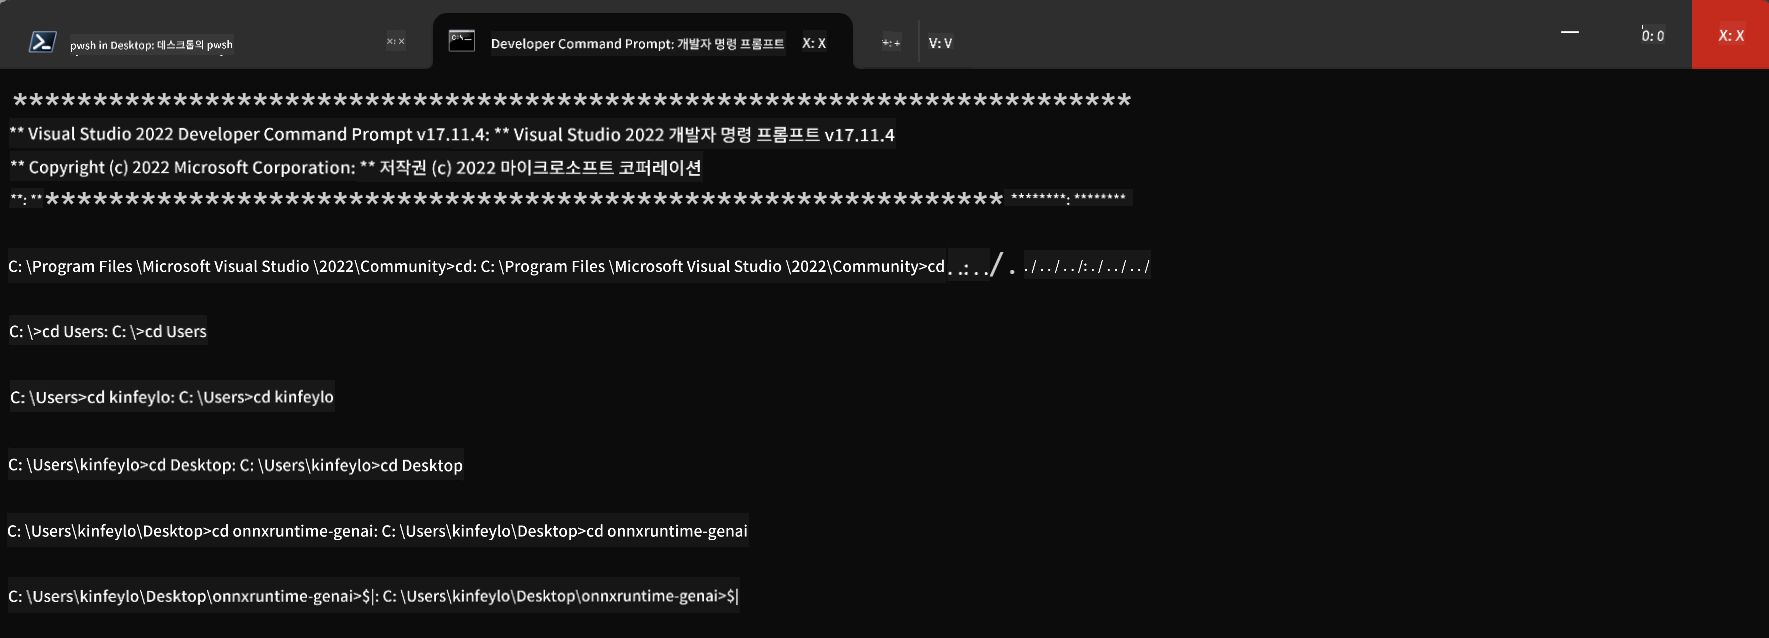 pwsh in Desktop: 데스크톱의 pwsh X: X Developer Command Prompt: 개발자 명령 프롬프트 X: X +: + V: V — 0: 0 X: X
**********************************************************************
** Visual Studio 2022 Developer Command Prompt v17.11.4: ** Visual Studio 2022 개발자 명령 프롬프트 v17.11.4
** Copyright (c) 2022 Microsoft Corporation: ** 저작권 (c) 2022 마이크로소프트 코퍼레이션
**: ************************************************************** ********: ********
C: \Program Files \Microsoft Visual Studio \2022\Community>cd: C: \Program Files \Microsoft Visual Studio \2022\Community>cd. .: . ./ . ./../../: ./../../
C: \>cd Users: C: \>cd Users
C: \Users>cd kinfeylo: C: \Users>cd kinfeylo
C: \Users\kinfeylo>cd Desktop: C: \Users\kinfeylo>cd Desktop
C: \Users\kinfeylo\Desktop>cd onnxruntime-genai: C: \Users\kinfeylo\Desktop>cd onnxruntime-genai
C: \Users\kinfeylo\Desktop\onnxruntime-genai>$|: C: \Users\kinfeylo\Desktop\onnxruntime-genai>$|